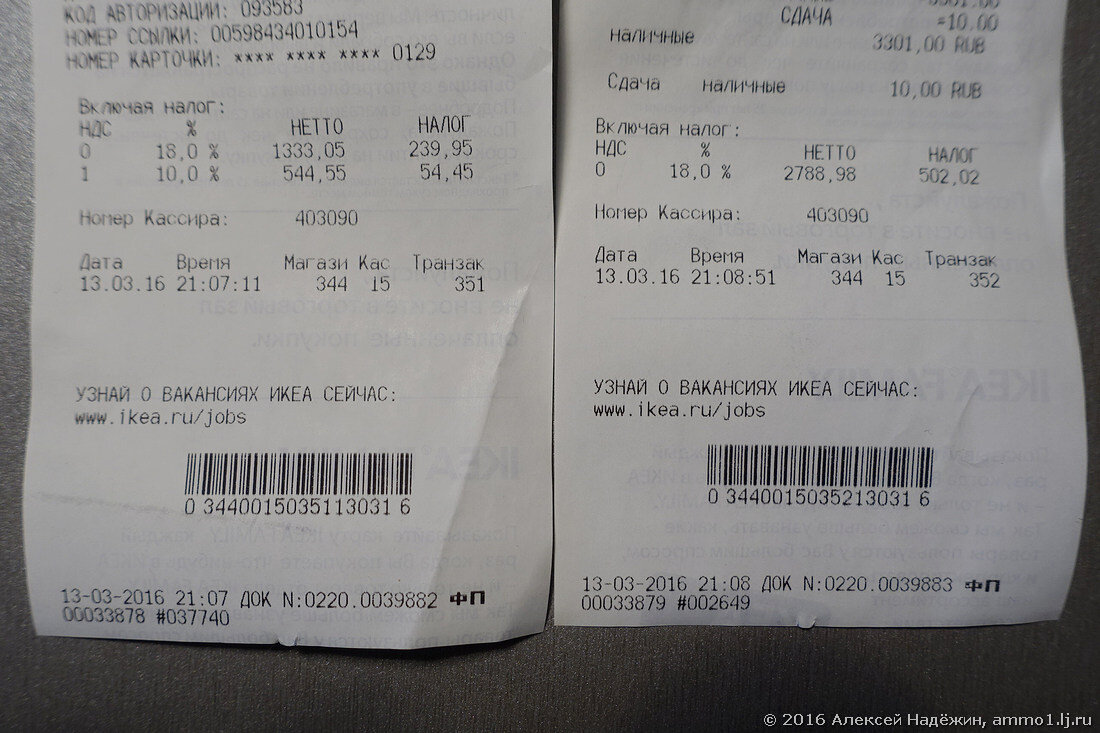 КОД АВТОРИЗАЦИИ: 093583
НОМЕР ССЫЛКИ: 00598434010154
НОМЕР КАРТОЧКИ: **** **** **** 0129
Включая налог:
НДС % НЕТТО НАЛОГ
0 18,0 % 1333,05 239,95
1 10,0 % 544,55 54,45
Номер Кассира: 403090
Дата Время Магази Кас Транзак
13.03.16 21:07:11 344 15 351
УЗНАЙ О ВАКАНСИЯХ ИКЕА СЕЙЧАС:
www.ikea.ru/jobs
0 3440015035113031 6
13-03-2016 21:07 ДОК N:0220.0039882 ФП
00033878 #037740
СДАЧА =10.00
наличные 3301,00 RUB
Сдача наличные 10,00 RUB
Включая налог:
НДС % НЕТТО НАЛОГ
0 18,0 % 2788,98 502,02
Номер Кассира: 403090
Дата Время Магази Кас Транзак
13.03.16 21:08:51 344 15 352
УЗНАЙ О ВАКАНСИЯХ ИКЕА СЕЙЧАС:
www.ikea.ru/jobs
0 3440015035213031 6
13-03-2016 21:08 ДОК N:0220.0039883 ФП
00033879 #002649
© 2016 Алексей Надёжин, ammo1.lj.ru